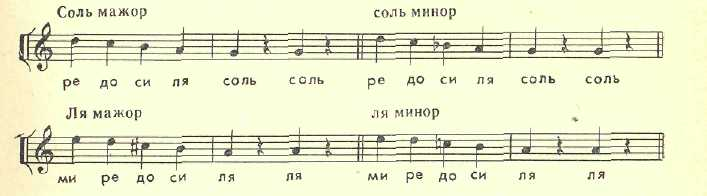 Соль мажор соль минор
ре до си ля соль соль ре до си ля соль соль
Ля мажор ля минор
ми ре до си ля ля ми ре до си ля ля